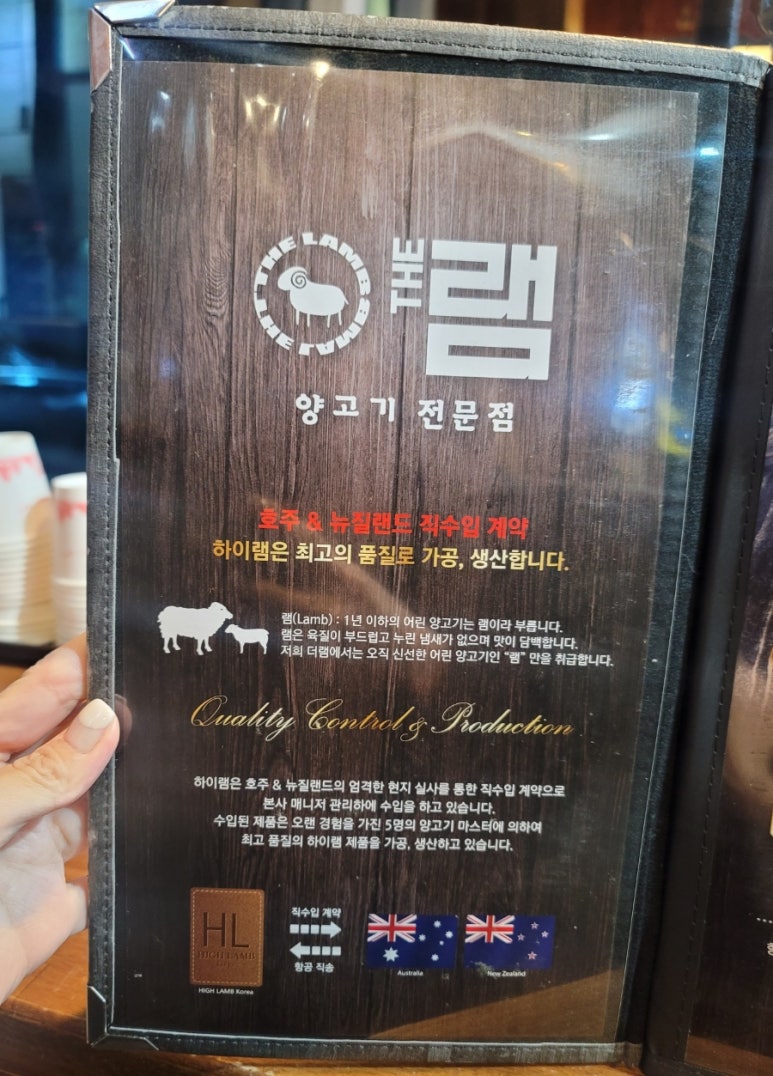 THE LAMB THE LAMB
THE 램
양고기 전문점
호주 & 뉴질랜드 직수입 계약
하이램은 최고의 품질로 가공, 생산합니다.
램(Lamb) : 1년 이하의 어린 양고기는 램이라 부릅니다.
램은 육질이 부드럽고 누린 냄새가 없으며 맛이 담백합니다.
저희 더램에서는 오직 신선한 어린 양고기인 "램" 만을 취급합니다.
Quality Control & Production
하이램은 호주 & 뉴질랜드의 엄격한 현지 실사를 통한 직수입 계약으로
본사 매니저 관리하에 수입을 하고 있습니다.
수입된 제품은 오랜 경험을 가진 5명의 양고기 마스터에 의하여
최고 품질의 하이램 제품을 가공, 생산하고 있습니다.
HL
HIGH LAMB
HIGH LAMB Korea
직수입 계약
항공 직송
Australia
New Zealand